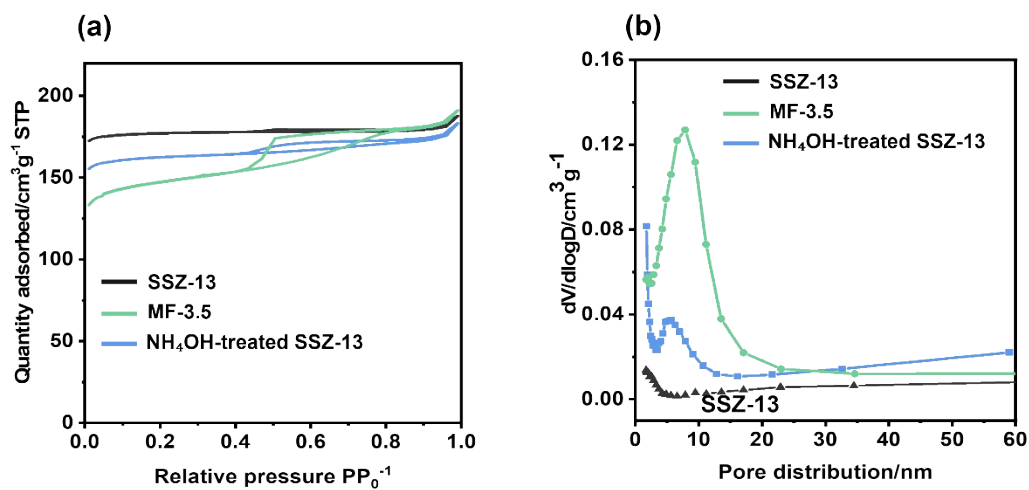 (a)
Quantity adsorbed/cm³g⁻¹ STP
200
150
100
50
0
SSZ-13
MF-3.5
NH₄OH-treated SSZ-13
0.0 0.2 0.4 0.6 0.8 1.0
Relative pressure PP₀⁻¹
(b)
dV/dlogD/cm³g-1
0.16
0.12
0.08
0.04
0.00
SSZ-13
MF-3.5
NH₄OH-treated SSZ-13
SSZ-13
0 10 20 30 40 50 60
Pore distribution/nm